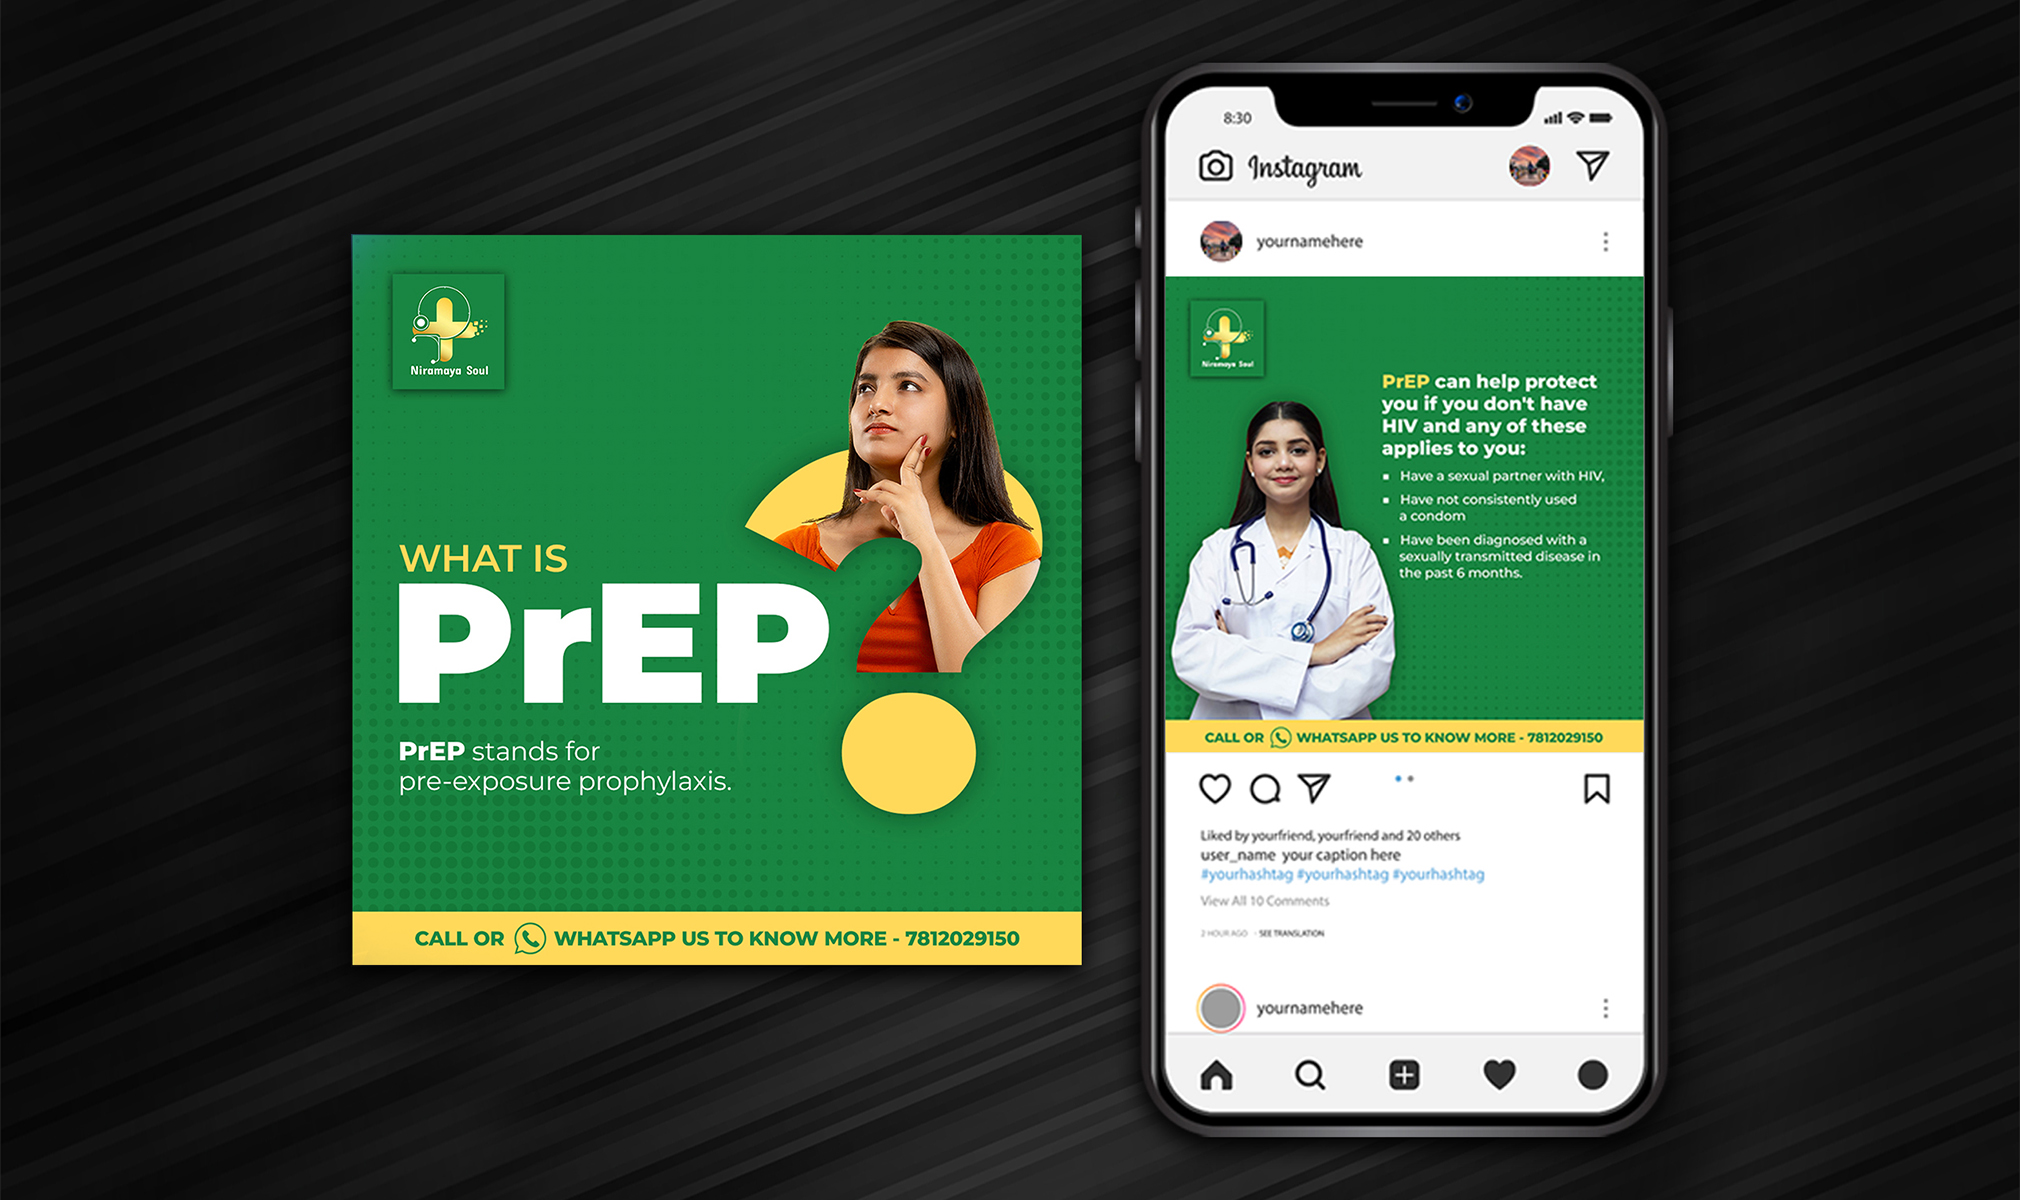 Niramaya Soul
WHAT IS
PrEP
PrEP stands for
pre-exposure prophylaxis.
CALL OR WHATSAPP US TO KNOW MORE - 7812029150
8:30
Instagram
yournamehere
Niramaya Soul
PrEP can help protect
you if you don't have
HIV and any of these
applies to you:
Have a sexual partner with HIV,
Have not consistently used
a condom
Have been diagnosed with a
sexually transmitted disease in
the past 6 months.
CALL OR WHATSAPP US TO KNOW MORE - 7812029150
Liked by yourfriend, yourfriend and 20 others
user_name your caption here
#yourhashtag #yourhashtag #yourhashtag
View All 10 Comments
2 HOUR AGO · SEE TRANSLATION
yournamehere